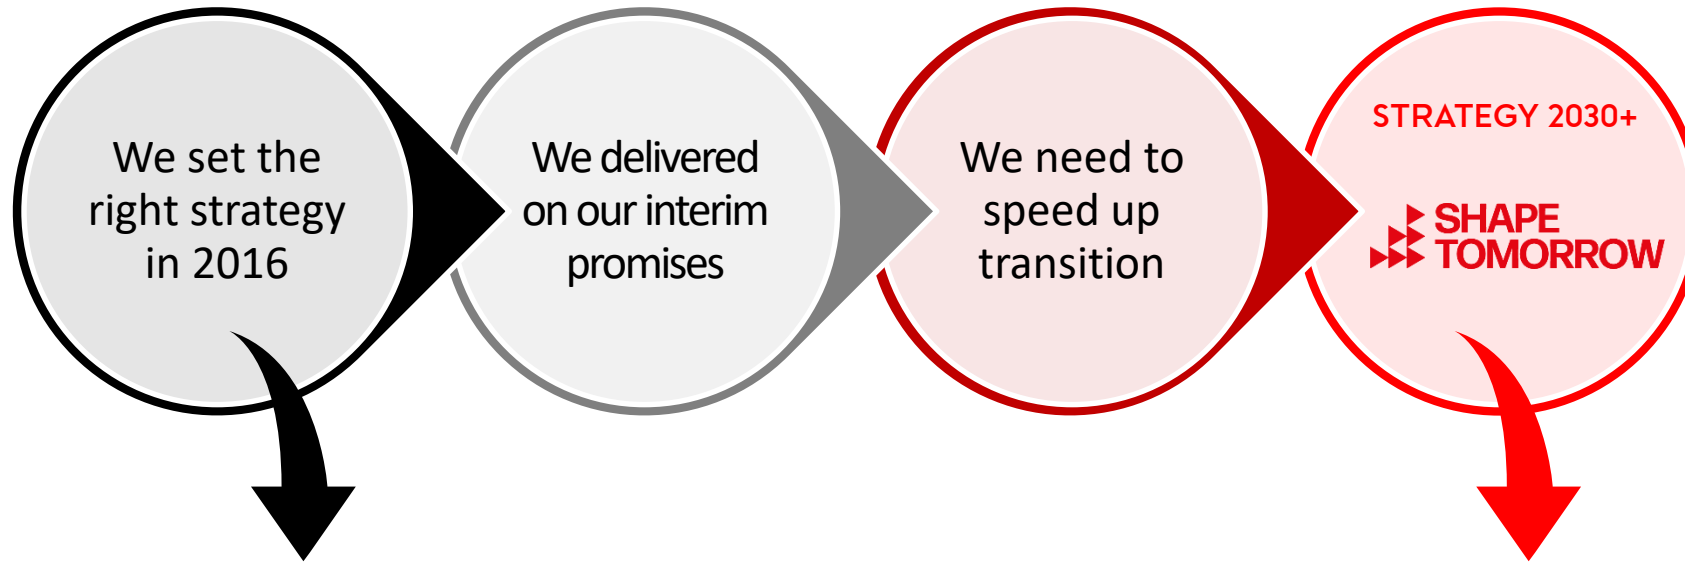 We set the
right strategy
in 2016
We delivered
on our interim
promises
We need to
speed up
transition
STRATEGY 2030+
SHAPE
TOMORROW